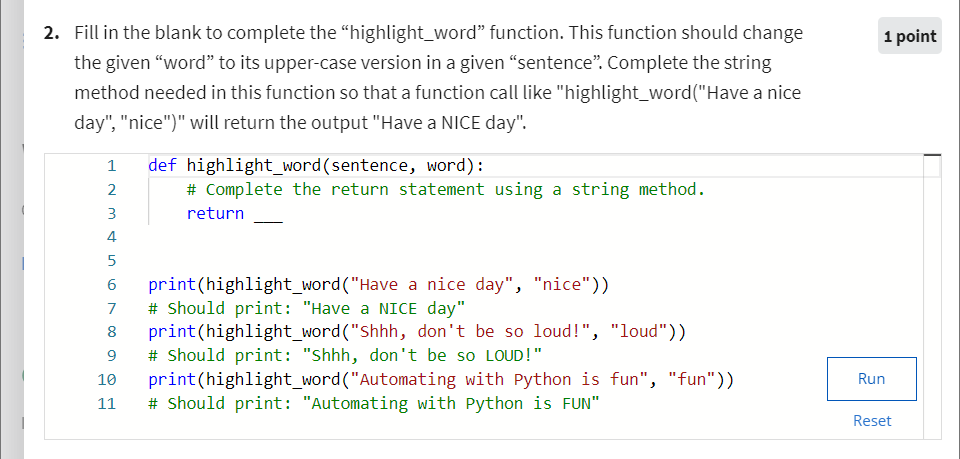 2. Fill in the blank to complete the “highlight_word” function. This function should change
1 point
the given “word” to its upper-case version in a given “sentence”. Complete the string
method needed in this function so that a function call like "highlight_word("Have a nice
day", "nice")" will return the output "Have a NICE day".
1 def highlight_word(sentence, word):
2     # Complete the return statement using a string method.
3     return ___
4
5
6 print(highlight_word("Have a nice day", "nice"))
7 # Should print: "Have a NICE day"
8 print(highlight_word("Shhh, don't be so loud!", "loud"))
9 # Should print: "Shhh, don't be so LOUD!"
10 print(highlight_word("Automating with Python is fun", "fun"))
11 # Should print: "Automating with Python is FUN"
Run
Reset